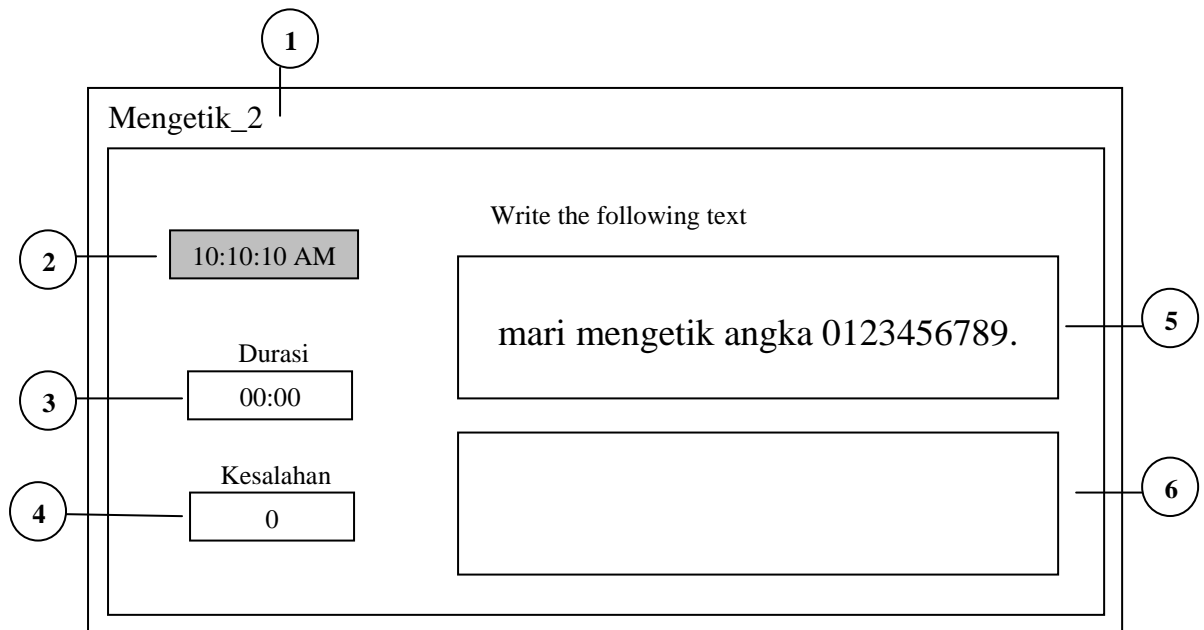 1
Mengetik_2
Write the following text
2
10:10:10 AM
5
mari mengetik angka 0123456789.
Durasi
3
00:00
Kesalahan
6
4
0